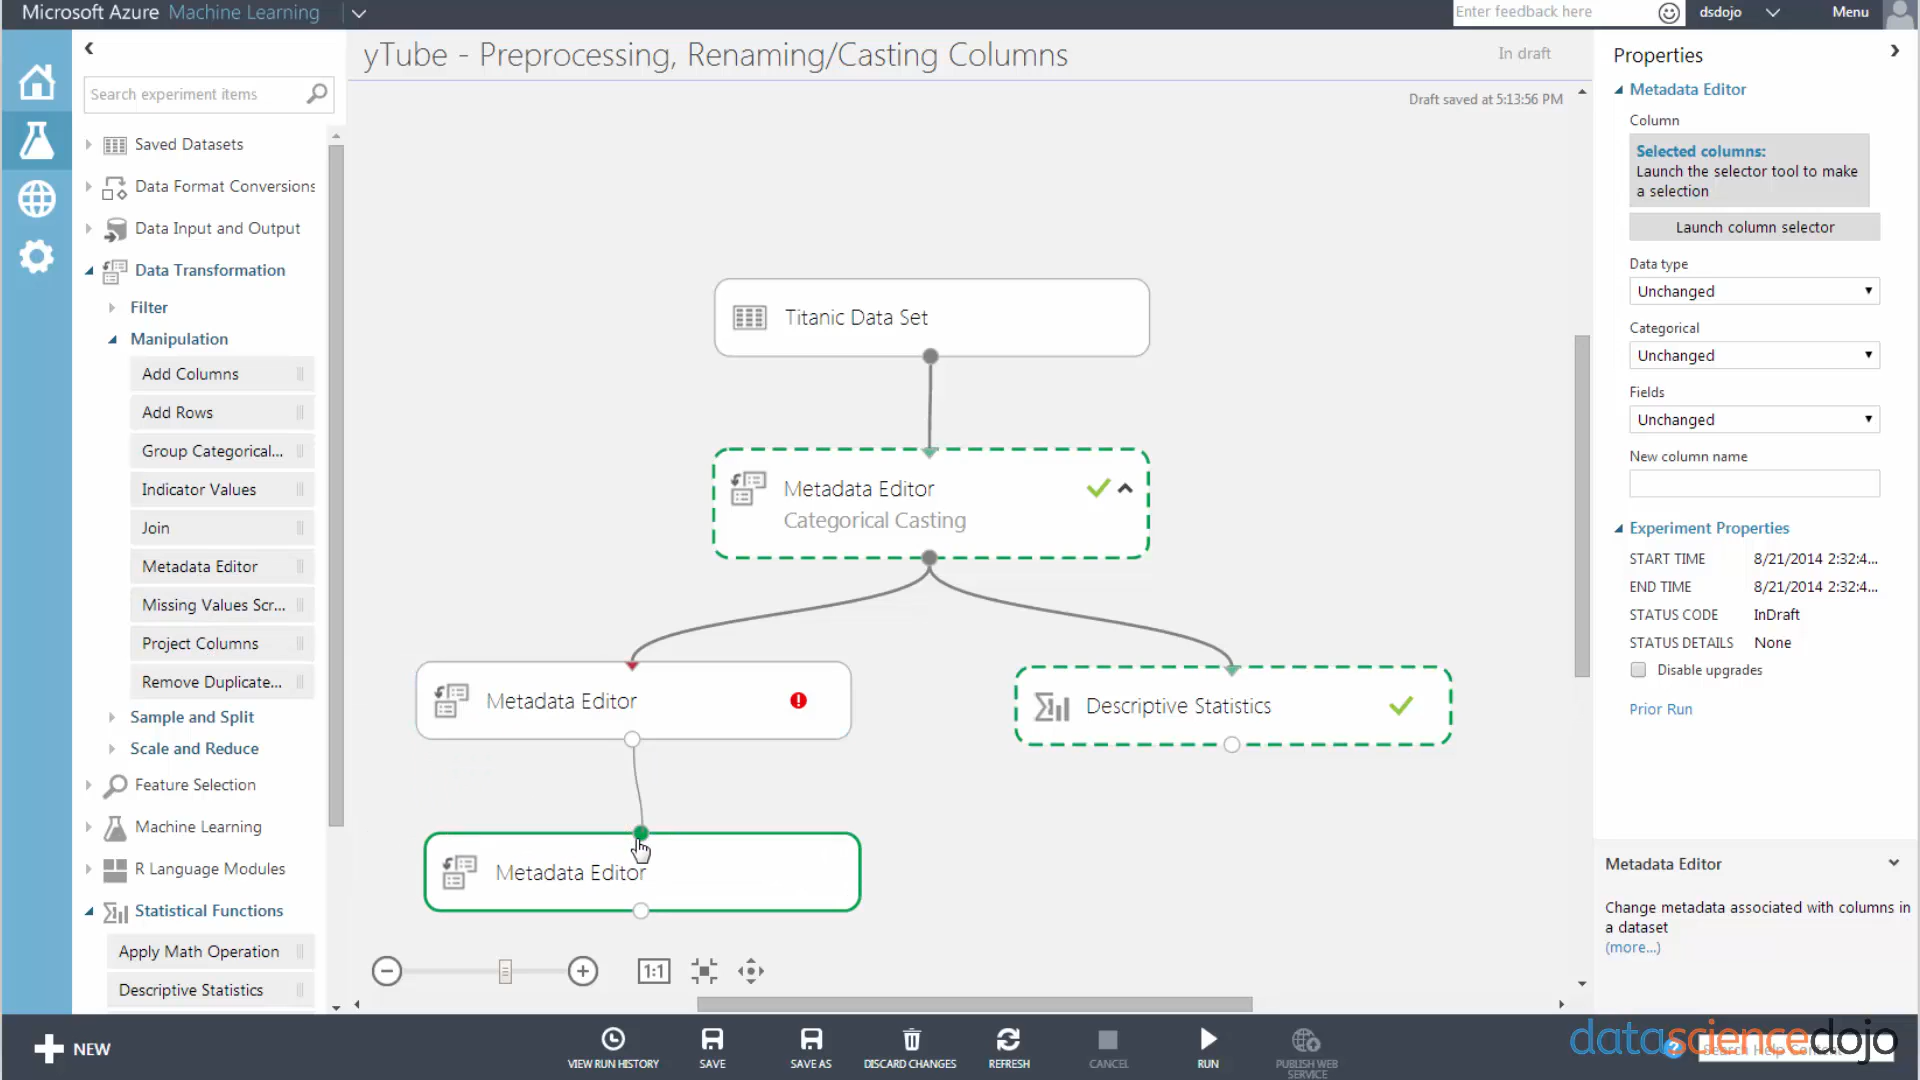 Microsoft Azure Machine Learning
Enter feedback here
dsdojo
Menu
yTube - Preprocessing, Renaming/Casting Columns
In draft
Draft saved at 5:13:56 PM
Search experiment items
Saved Datasets
Data Format Conversions
Data Input and Output
Data Transformation
Filter
Manipulation
Add Columns
Add Rows
Group Categorical...
Indicator Values
Join
Metadata Editor
Missing Values Scr...
Project Columns
Remove Duplicate...
Sample and Split
Scale and Reduce
Feature Selection
Machine Learning
R Language Modules
Statistical Functions
Apply Math Operation
Descriptive Statistics
Titanic Data Set
Metadata Editor
Categorical Casting
Metadata Editor
Descriptive Statistics
Metadata Editor
1:1
Properties
Metadata Editor
Column
Selected columns:
Launch the selector tool to make
a selection
Launch column selector
Data type
Unchanged
Categorical
Unchanged
Fields
Unchanged
New column name
Experiment Properties
START TIME 8/21/2014 2:32:4...
END TIME 8/21/2014 2:32:4...
STATUS CODE InDraft
STATUS DETAILS None
Disable upgrades
Prior Run
Metadata Editor
Change metadata associated with columns in
a dataset
(more...)
NEW
VIEW RUN HISTORY
SAVE
SAVE AS
DISCARD CHANGES
REFRESH
CANCEL
RUN
PUBLISH WEB
SERVICE
datasciencedojo
Search Help Content